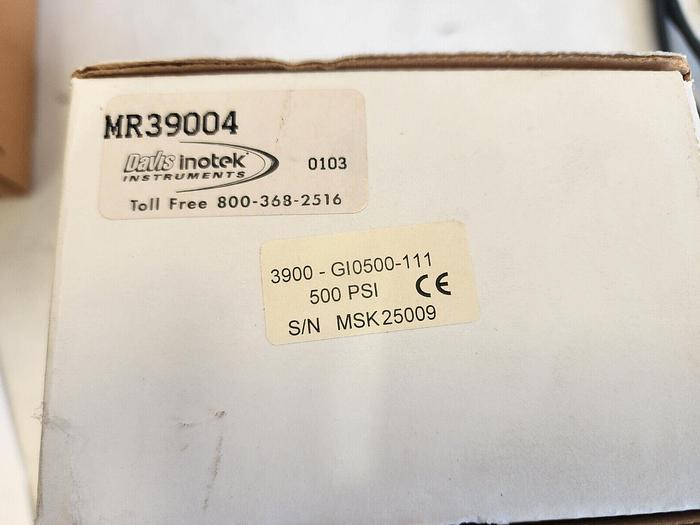 MR39004
Davis inotek
INSTRUMENTS
0103
Toll Free 800-368-2516
3900 - GI0500-111
500 PSI CE
S/N MSK25009